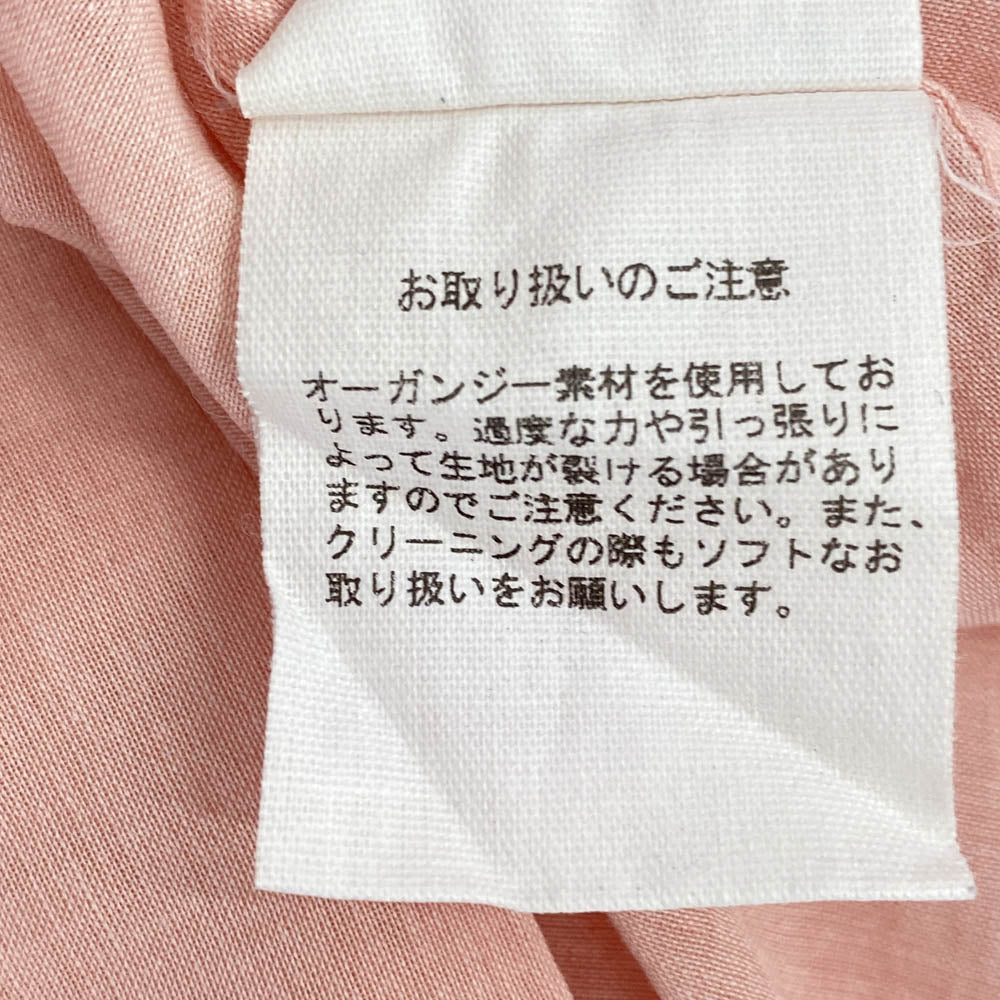 お取り扱いのご注意
オーガンジー素材を使用してお
ります。過度な力や引っ張りに
よって生地が裂ける場合があり
ますのでご注意ください。また、
クリーニングの際もソフトなお
取り扱いをお願いします。